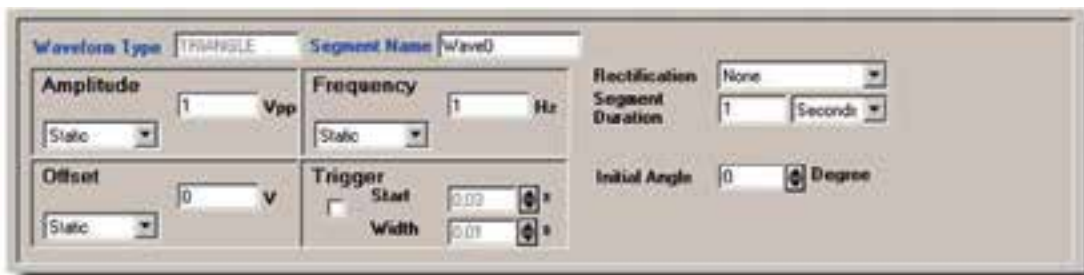 Waveform Type TRIANGLE Segment Name Wave0
Amplitude
1 Vpp
Static
Frequency
1 Hz
Static
Rectification None
Segment Duration 1 Seconds
Offset
0 V
Static
Trigger
Start 0.03 s
Width 0.01 s
Initial Angle 0 Degree